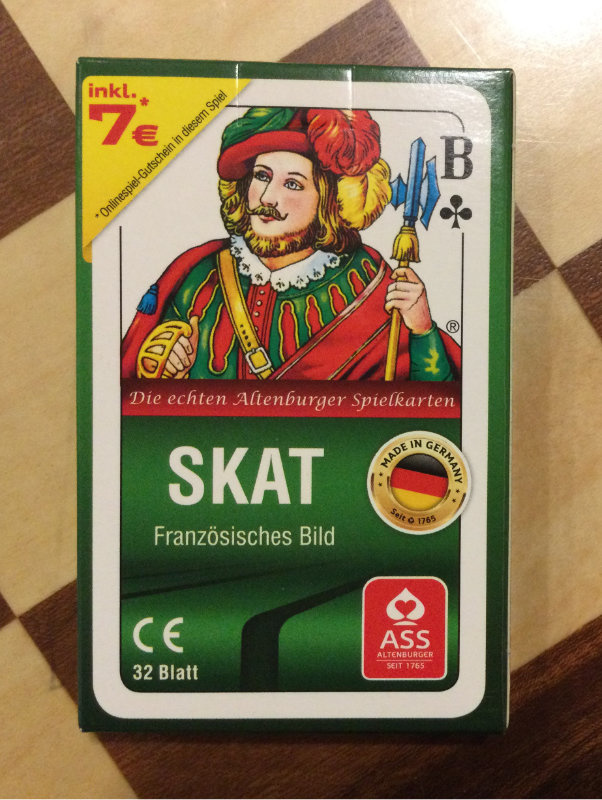 inkl.
7€*
* Onlinespiel-Gutschein in diesem Spiel
B
®
Die echten Altenburger Spielkarten
SKAT
MADE IN GERMANY
Seit 1765
Französisches Bild
CE
32 Blatt
ASS
ALTENBURGER
SEIT 1765